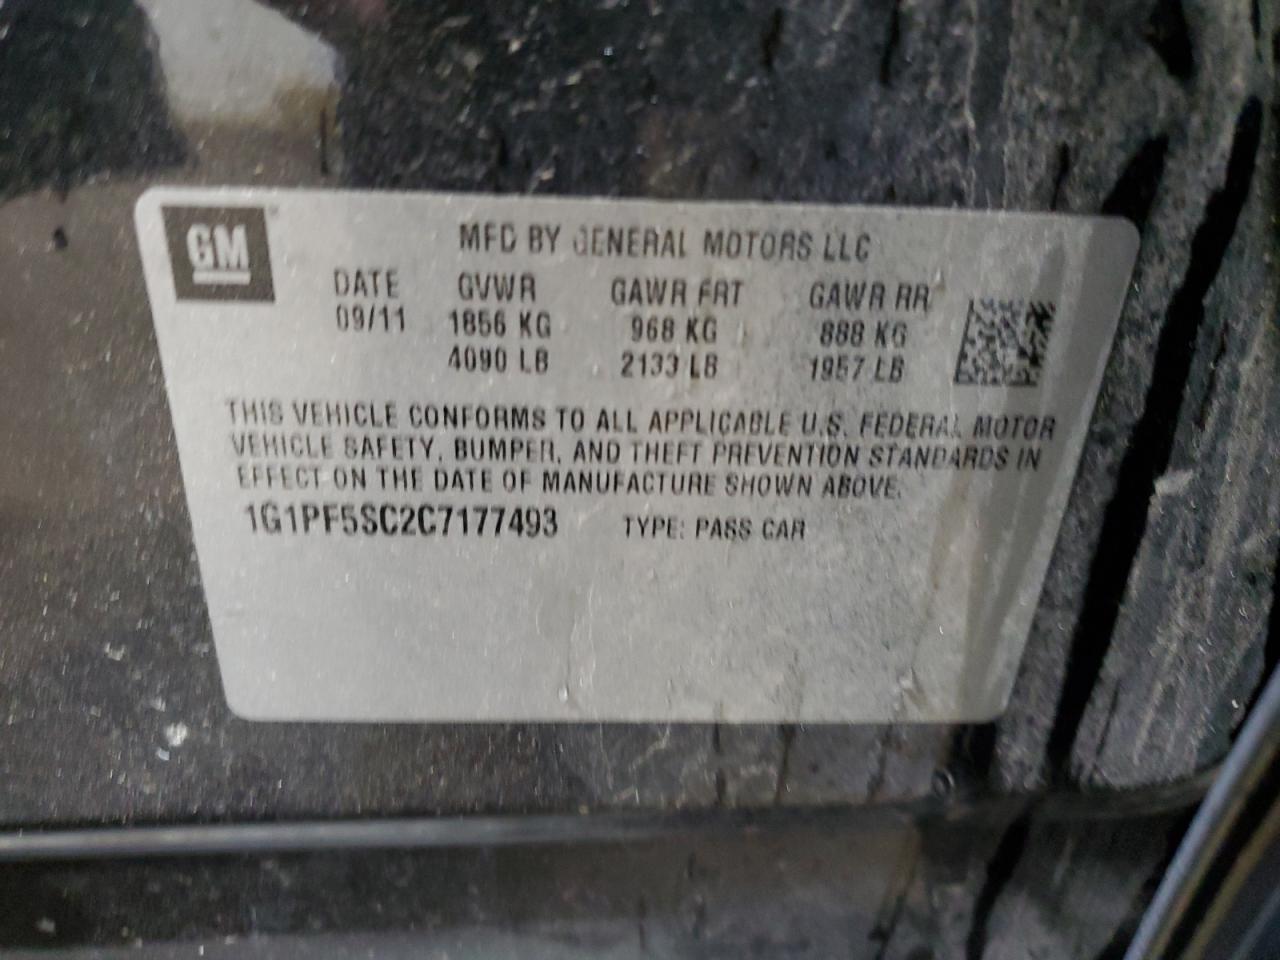 GM
MFD BY GENERAL MOTORS LLC
DATE GVWR GAWR FRT GAWR RR
09/11 1856 KG 968 KG 888 KG
4090 LB 2133 LB 1957 LB
THIS VEHICLE CONFORMS TO ALL APPLICABLE U.S. FEDERAL MOTOR
VEHICLE SAFETY, BUMPER, AND THEFT PREVENTION STANDARDS IN
EFFECT ON THE DATE OF MANUFACTURE SHOWN ABOVE.
1G1PF5SC2C7177493 TYPE: PASS CAR